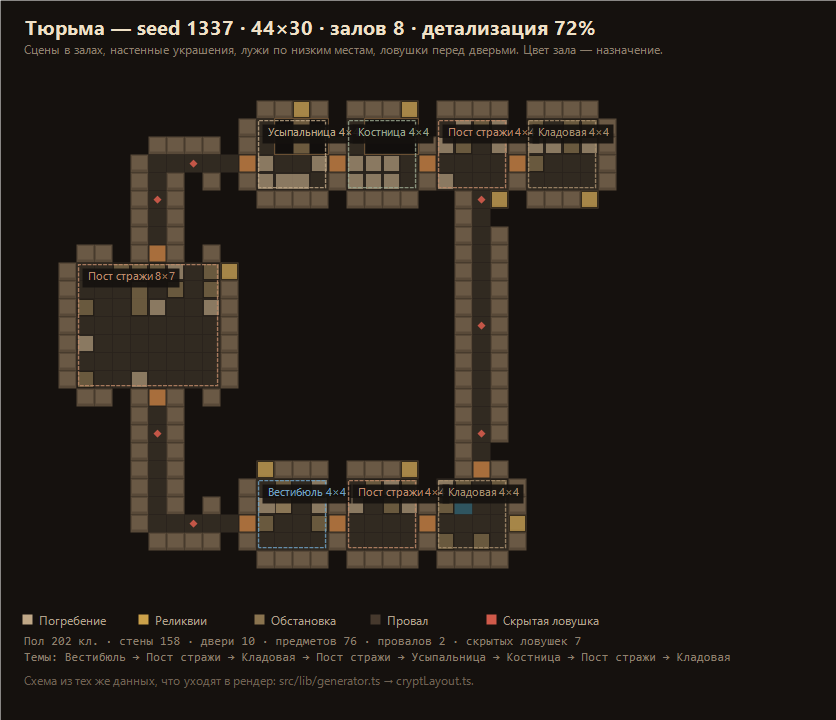 Тюрьма — seed 1337 · 44×30 · залов 8 · детализация 72%
Сцены в залах, настенные украшения, лужи по низким местам, ловушки перед дверьми. Цвет зала — назначение.
Усыпальница 4×
Костница 4×4
Пост стражи 4×4
Кладовая 4×4
Пост стражи 8×7
Вестибюль 4×4
Пост стражи 4×4
Кладовая 4×4
Погребение
Реликвии
Обстановка
Провал
Скрытая ловушка
Пол 202 кл. · стены 158 · двери 10 · предметов 76 · провалов 2 · скрытых ловушек 7
Темы: Вестибюль → Пост стражи → Кладовая → Пост стражи → Усыпальница → Костница → Пост стражи → Кладовая
Схема из тех же данных, что уходят в рендер: src/lib/generator.ts → cryptLayout.ts.